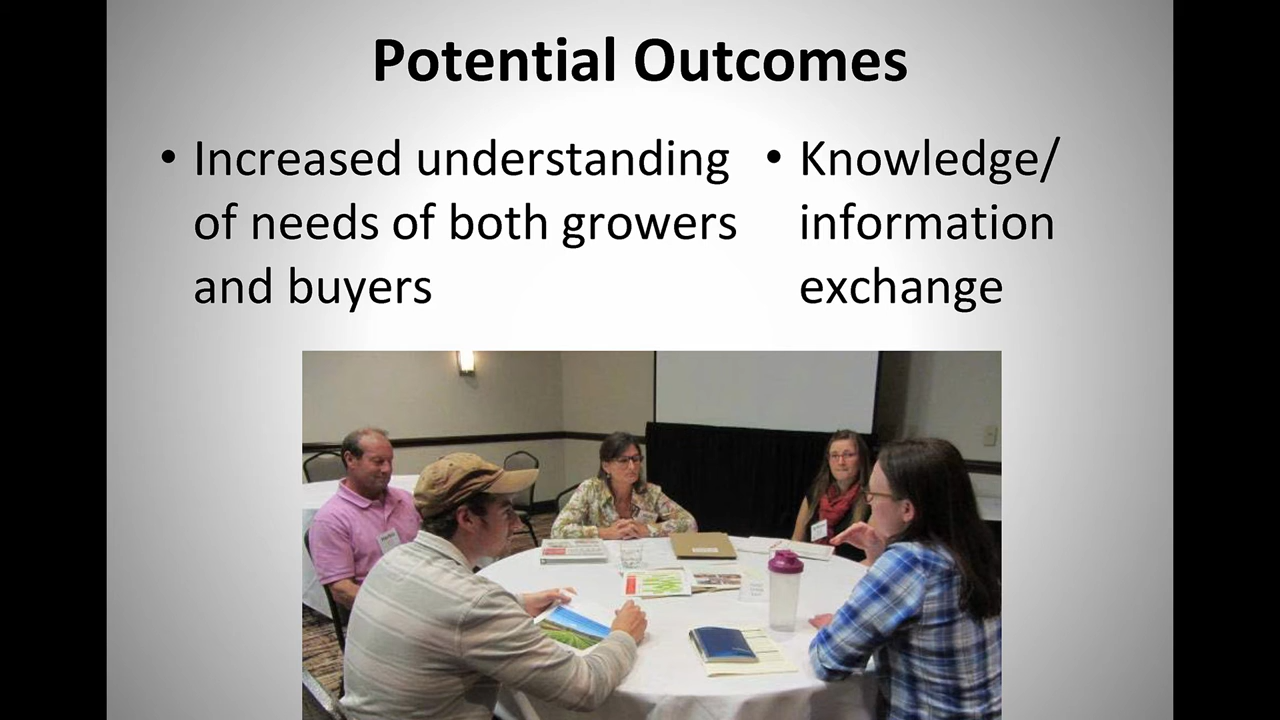 Potential Outcomes
• Increased understanding
of needs of both growers
and buyers
• Knowledge/
information
exchange